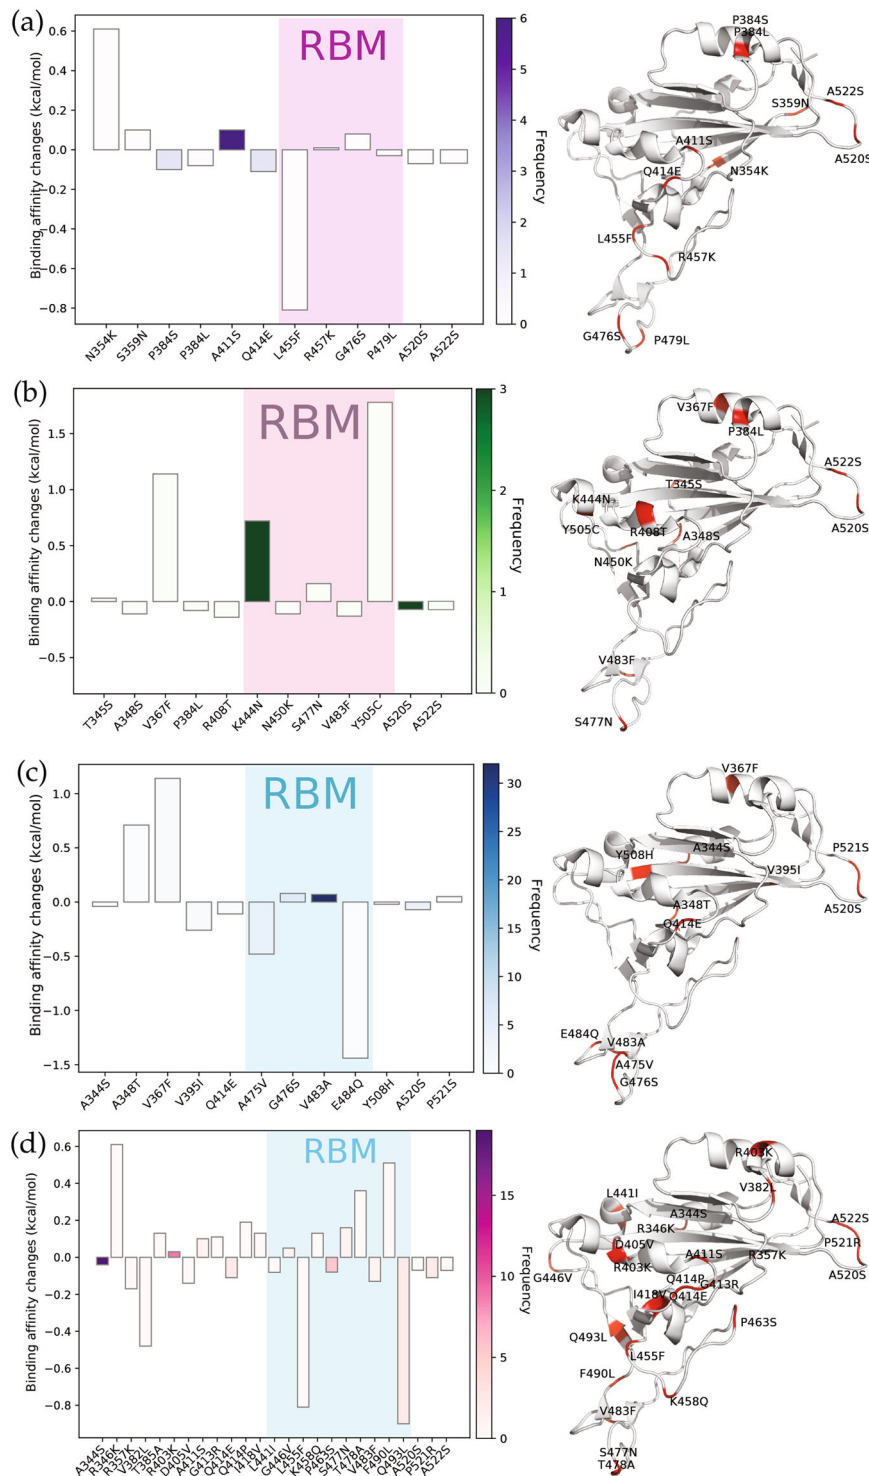 (a)
RBM
Binding affinity changes (kcal/mol)
0.6
0.4
0.2
0.0
−0.2
−0.4
−0.6
−0.8
N354K
S359N
P384S
P384L
A411S
Q414E
L455F
R457K
G476S
P479L
A520S
A522S
6
5
4
3
2
1
0
Frequency
P384S
P384L
A522S
S359N
A411S
A520S
Q414E
N354K
L455F
R457K
G476S
P479L
(b)
RBM
Binding affinity changes (kcal/mol)
1.5
1.0
0.5
0.0
−0.5
T345S
A348S
V367F
P384L
R408T
K444N
N450K
S477N
V483F
Y505C
A520S
A522S
3
2
1
0
Frequency
V367F
P384L
A522S
T345S
K444N
A520S
Y505C
R408T
A348S
N450K
V483F
S477N
(c)
RBM
Binding affinity changes (kcal/mol)
1.0
0.5
0.0
−0.5
−1.0
−1.5
A344S
A348T
V367F
V395I
Q414E
A475V
G476S
V483A
E484Q
Y508H
A520S
P521S
30
25
20
15
10
5
0
Frequency
V367F
A344S
P521S
Y508H
V395I
A348T
A520S
Q414E
E484Q
V483A
A475V
G476S
(d)
RBM
Binding affinity changes (kcal/mol)
0.6
0.4
0.2
0.0
−0.2
−0.4
−0.6
−0.8
A344S
R346K
R357K
V382L
T385A
R403K
D405V
A411S
G413R
Q414E
Q414P
I418V
L441I
G446V
L455F
K458Q
P463S
S477N
T478A
V483F
F490L
Q493L
A520S
P521R
A522S
15
10
5
0
Frequency
R403K
V382L
L441I
A344S
A522S
R346K
D405V
P521R
A411S
R357K
R403K
A520S
G446V
Q414P
G413R
I418V
Q414E
P463S
Q493L
L455F
F490L
K458Q
V483F
S477N
T478A